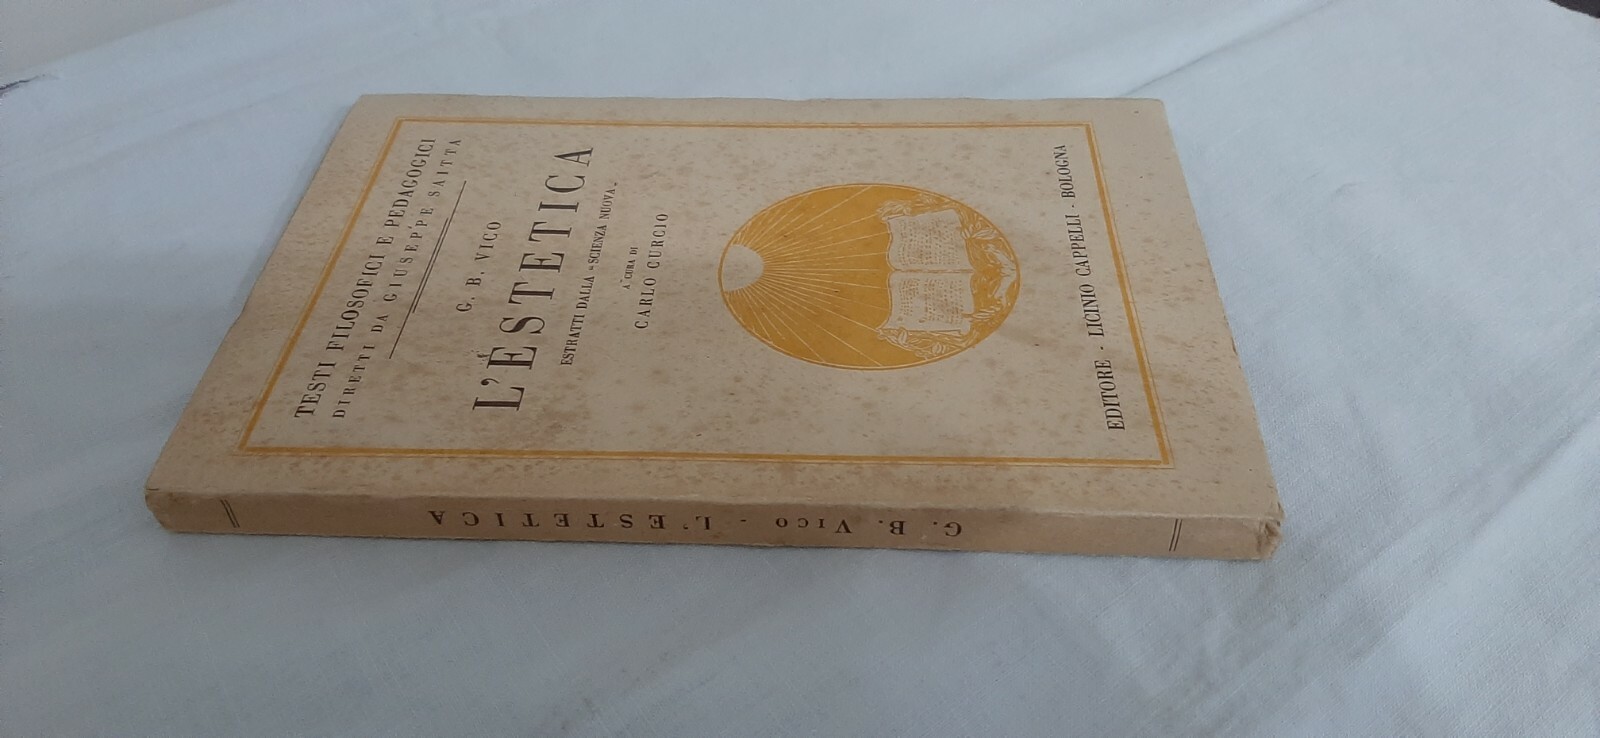 TESTI FILOSOFICI E PEDAGOGICI
DIRETTI DA GIUSEPPE SAITTA
G. B. VICO
L'ESTETICA
ESTRATTI DALLA "SCIENZA NUOVA"
A CURA DI
CARLO CURCIO
EDITORE - LICINIO CAPPELLI - BOLOGNA
G. B. VICO - L'ESTETICA